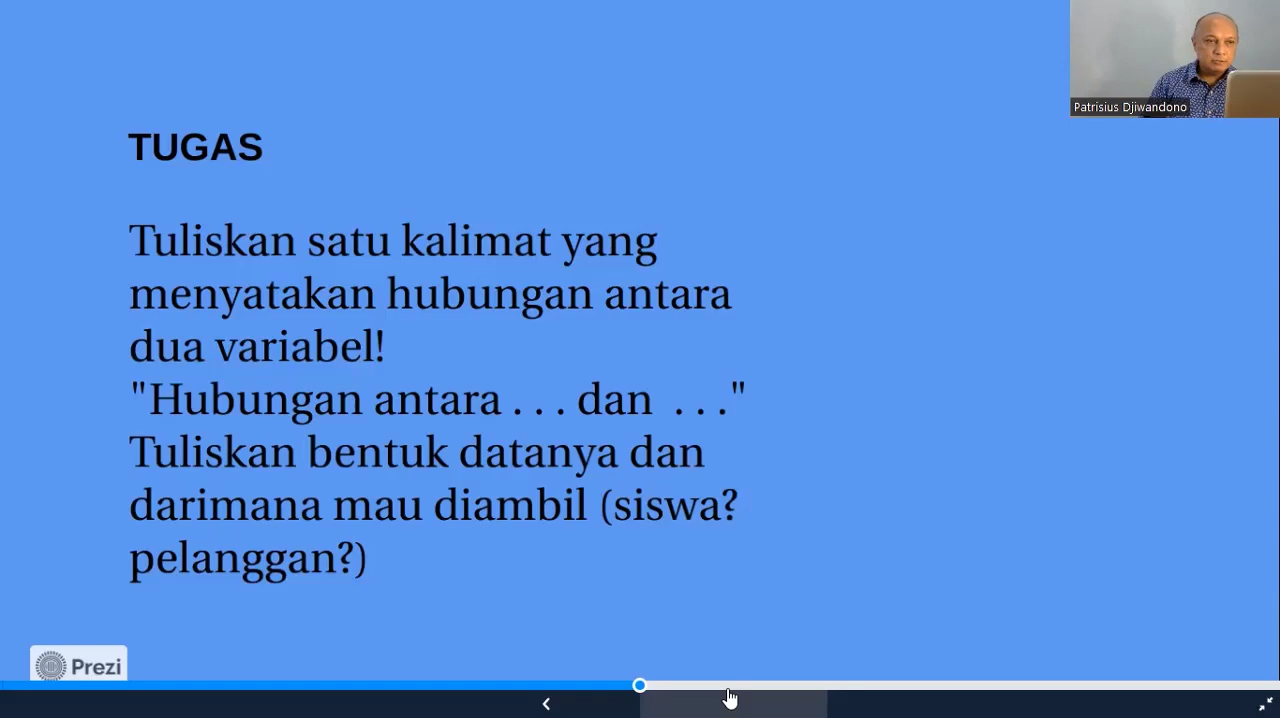 Patrisius Djiwandono
TUGAS
Tuliskan satu kalimat yang
menyatakan hubungan antara
dua variabel!
"Hubungan antara . . . dan . . ."
Tuliskan bentuk datanya dan
darimana mau diambil (siswa?
pelanggan?)
Prezi